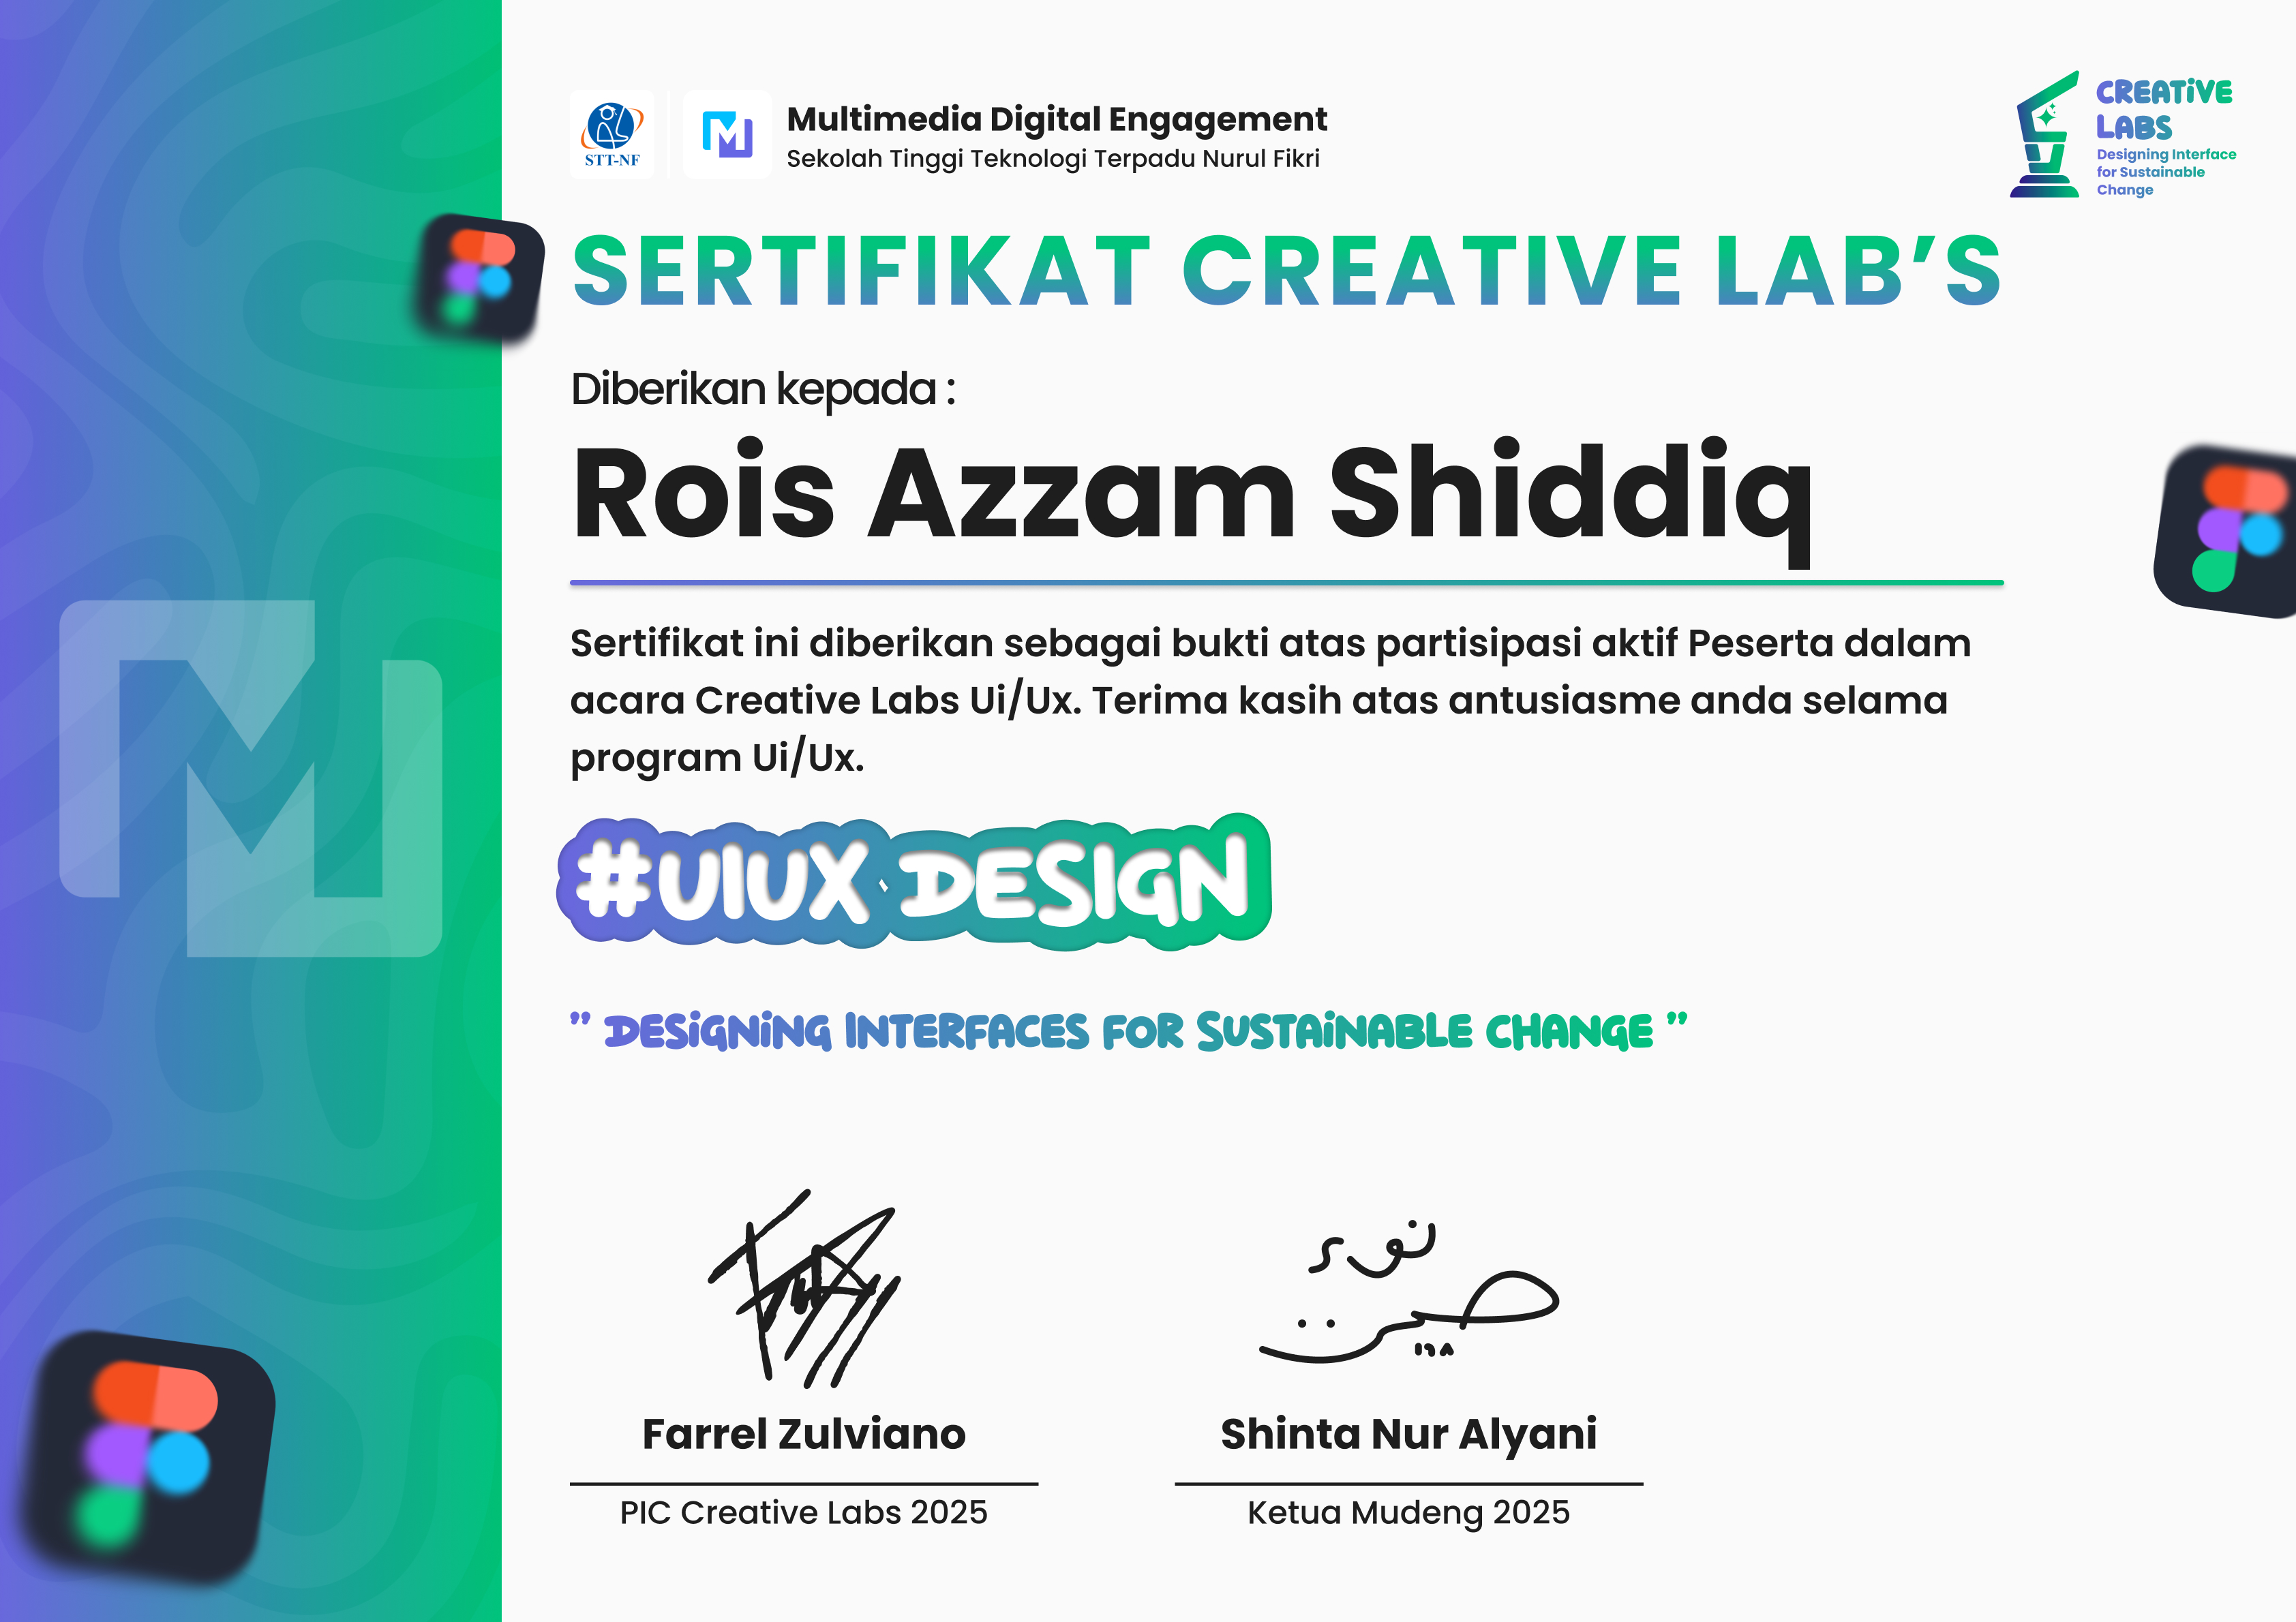 STT-NF
Multimedia Digital Engagement
Sekolah Tinggi Teknologi Terpadu Nurul Fikri
CREATiVE
LABS
Designing Interface
for Sustainable
Change
SERTIFIKAT CREATIVE LAB’S
Diberikan kepada :
Rois Azzam Shiddiq
Sertifikat ini diberikan sebagai bukti atas partisipasi aktif Peserta dalam
acara Creative Labs Ui/Ux. Terima kasih atas antusiasme anda selama
program Ui/Ux.
#UIUX DESIGN
” DESiGNiNG INTERFACES FOR SUSTAiNABLE CHANGE ”
Farrel Zulviano
Shinta Nur Alyani
PIC Creative Labs 2025
Ketua Mudeng 2025